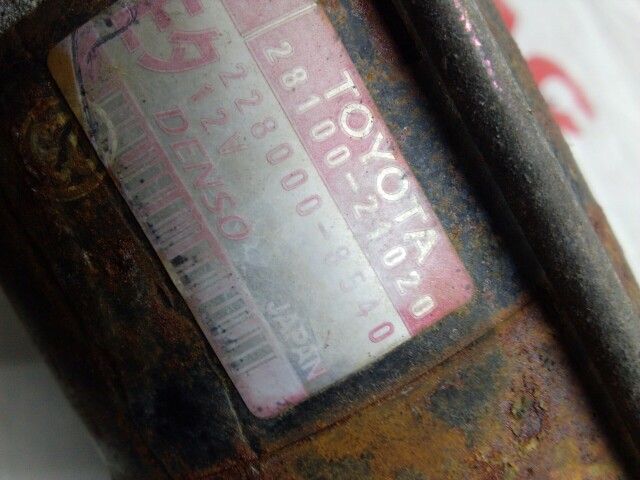 TOYOTA
28100-21020
228000-8540
12V
DENSO
JAPAN